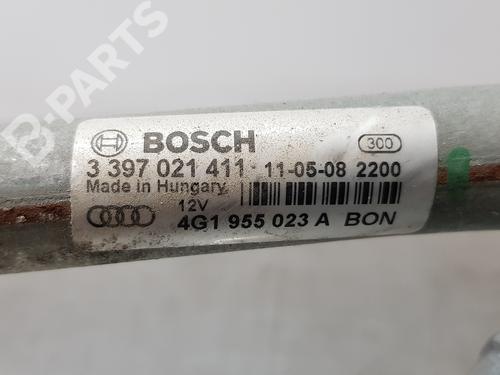 B-PARTS
BOSCH 300
3 397 021 411 11-05-08 2200
Made in Hungary
12V
4G1 955 023 A BON